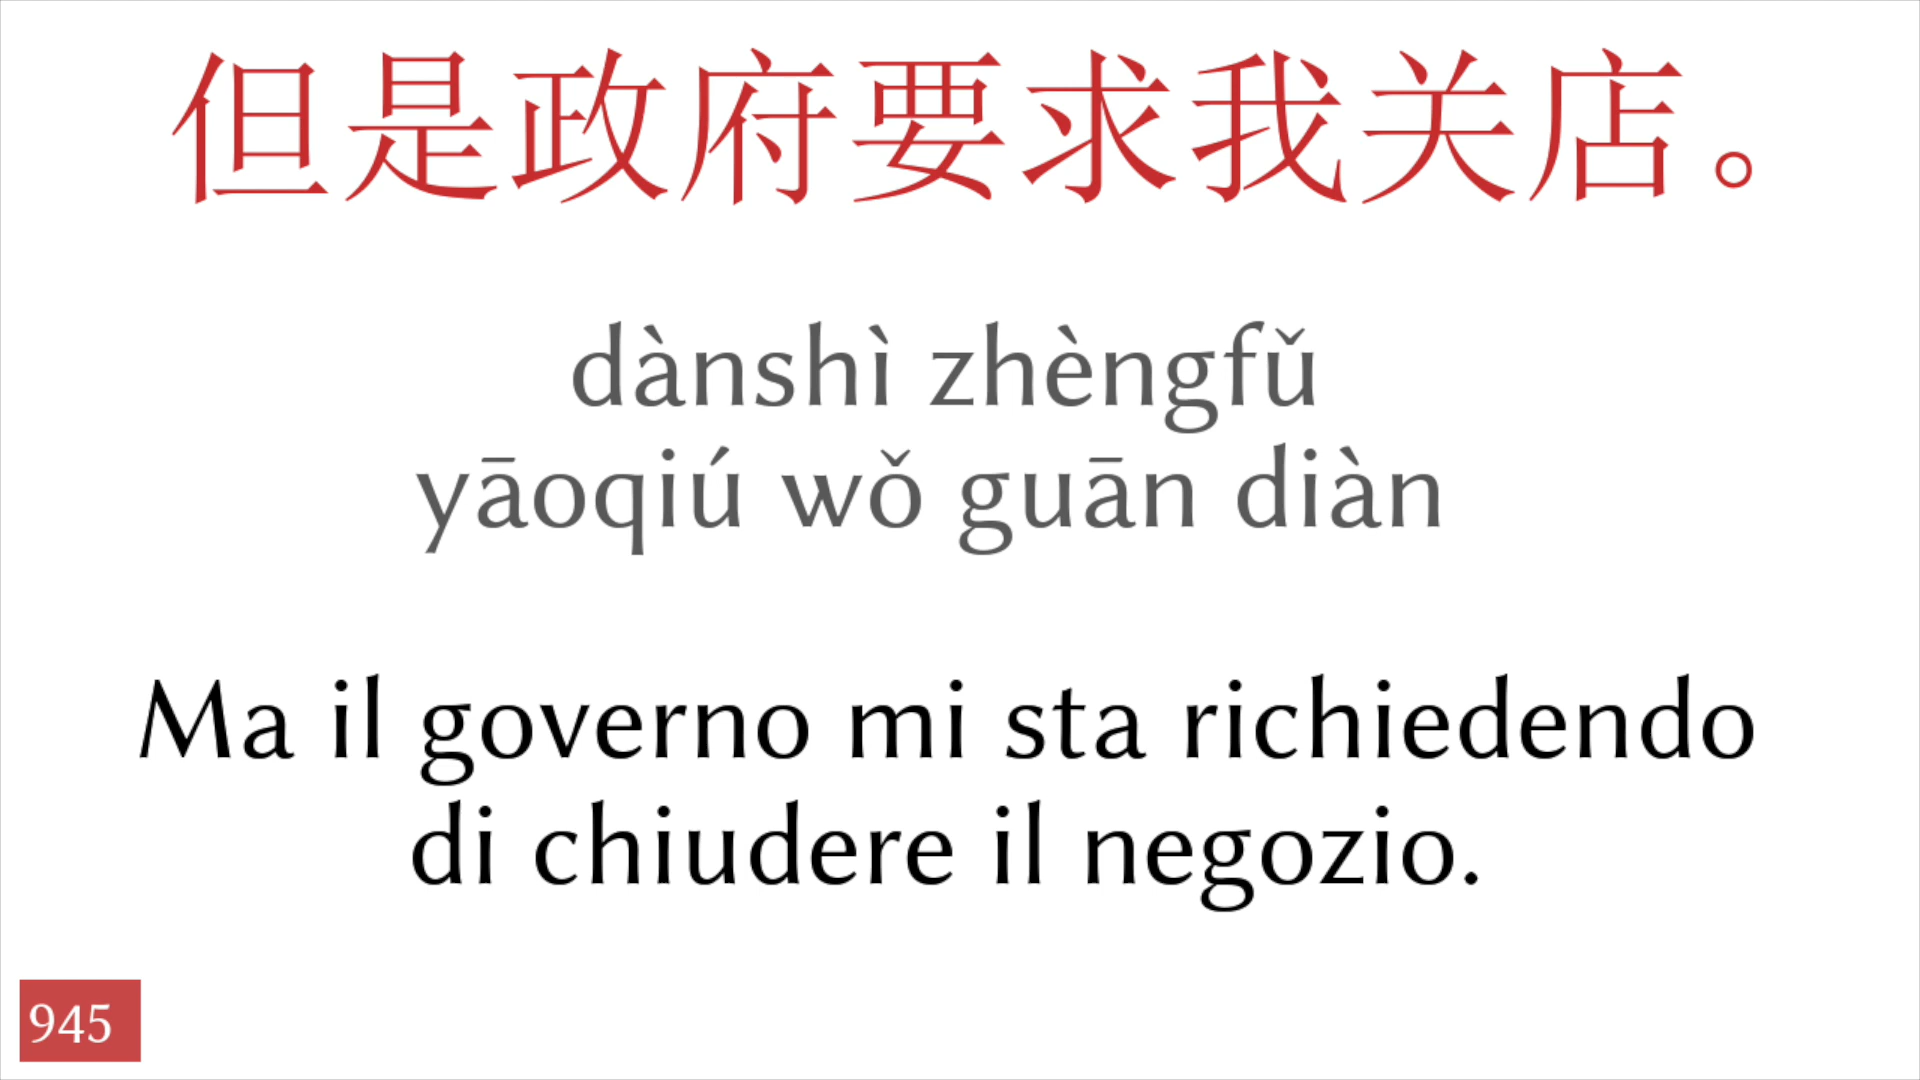 但是政府要求我关店。
dànshì zhèngfǔ
yāoqiú wǒ guān diàn
Ma il governo mi sta richiedendo
di chiudere il negozio.
945